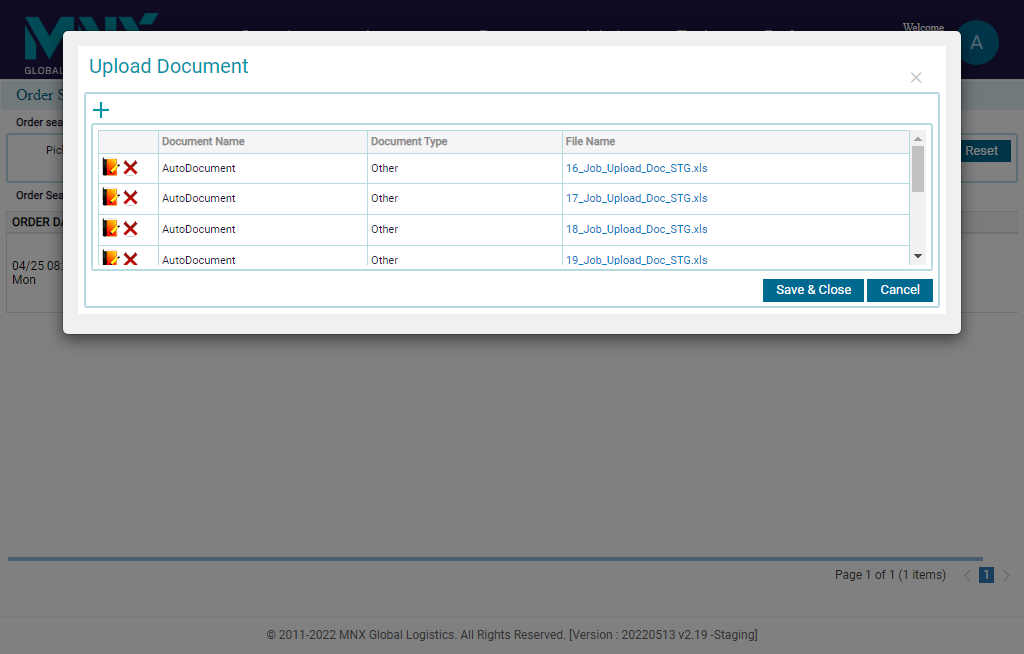 MNX
GLOBAL
Welcome
A
Upload Document
Order S
Order sea
Pic
Reset
Document Name Document Type File Name
AutoDocument Other 16_Job_Upload_Doc_STG.xls
AutoDocument Other 17_Job_Upload_Doc_STG.xls
AutoDocument Other 18_Job_Upload_Doc_STG.xls
AutoDocument Other 19_Job_Upload_Doc_STG.xls
Order Sea
ORDER DA
04/25 08:
Mon
Save & Close Cancel
Page 1 of 1 (1 items) 1
© 2011-2022 MNX Global Logistics. All Rights Reserved. [Version : 20220513 v2.19 -Staging]